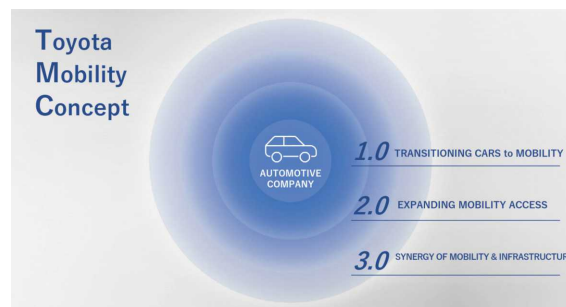 Toyota
Mobility
Concept
AUTOMOTIVE
COMPANY
1.0 TRANSITIONING CARS to MOBILITY
2.0 EXPANDING MOBILITY ACCESS
3.0 SYNERGY OF MOBILITY & INFRASTRUCTUR